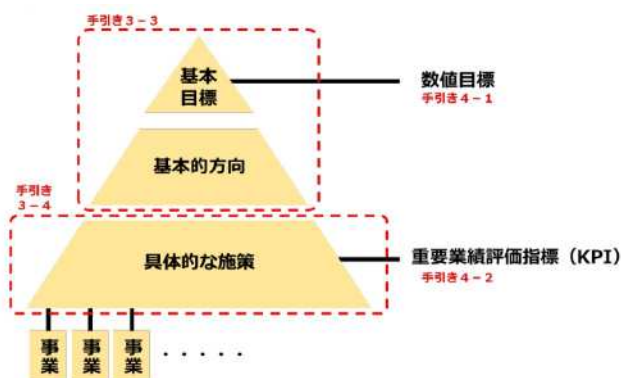 手引き3-3
基本
目標
数値目標
手引き4-1
基本的方向
手引き
3-4
具体的な施策
重要業績評価指標（KPI）
手引き4-2
事業
事業
事業
・・・・・